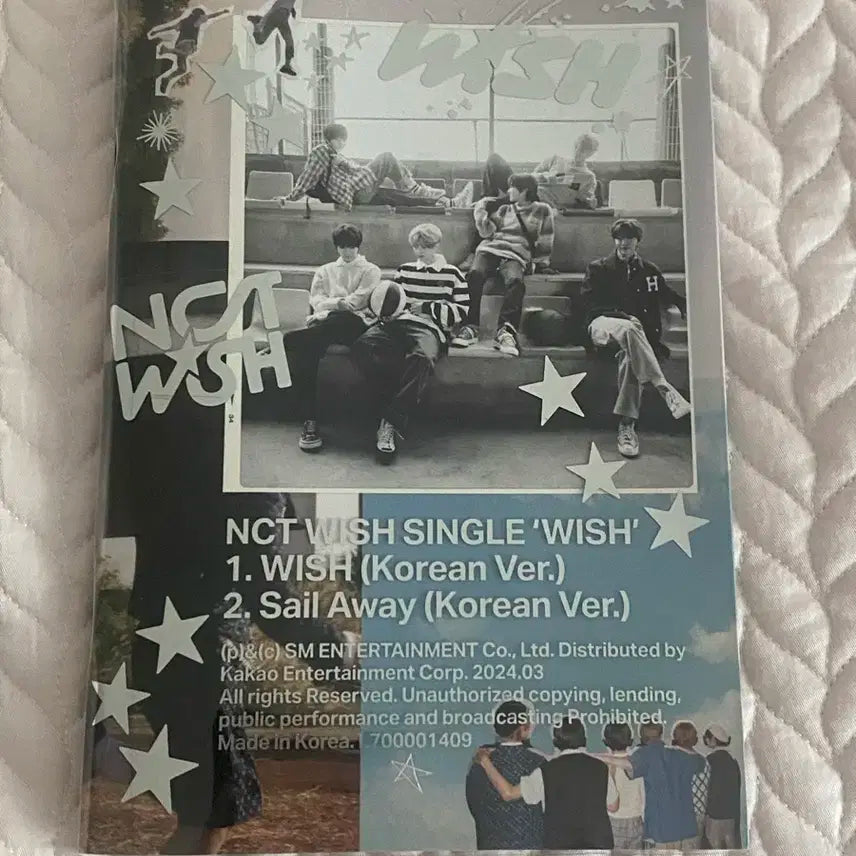 WISH
NCT
WISH
H
34
NCT WISH SINGLE ‘WISH’
1. WISH (Korean Ver.)
2. Sail Away (Korean Ver.)
(p)&(c) SM ENTERTAINMENT Co., Ltd. Distributed by
Kakao Entertainment Corp. 2024.03
All rights Reserved. Unauthorized copying, lending,
public performance and broadcasting Prohibited.
Made in Korea. L700001409